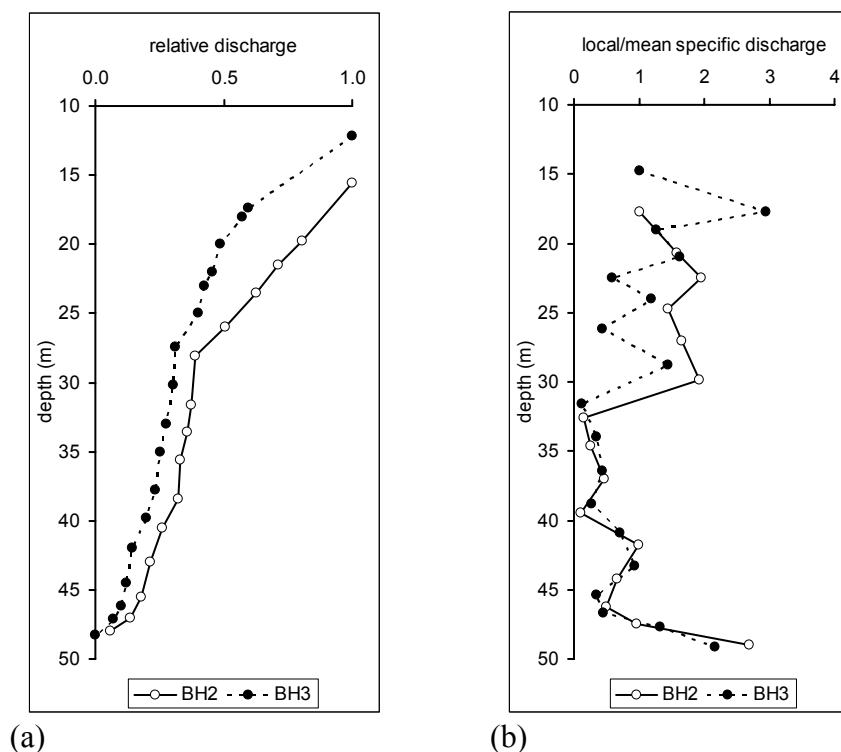 relative discharge
0.0 0.5 1.0
10
15
20
25
30
35
40
45
50
depth (m)
BH2 BH3
(a)
local/mean specific discharge
0 1 2 3 4
10
15
20
25
30
35
40
45
50
depth (m)
BH2 BH3
(b)